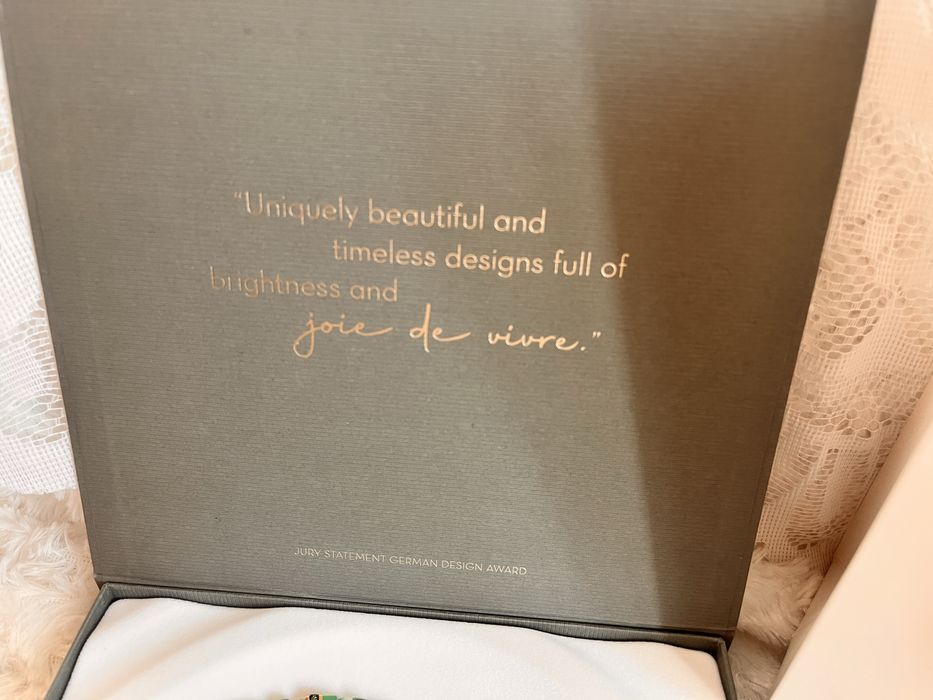 “Uniquely beautiful and
timeless designs full of
brightness and
joie de vivre.”
JURY STATEMENT GERMAN DESIGN AWARD